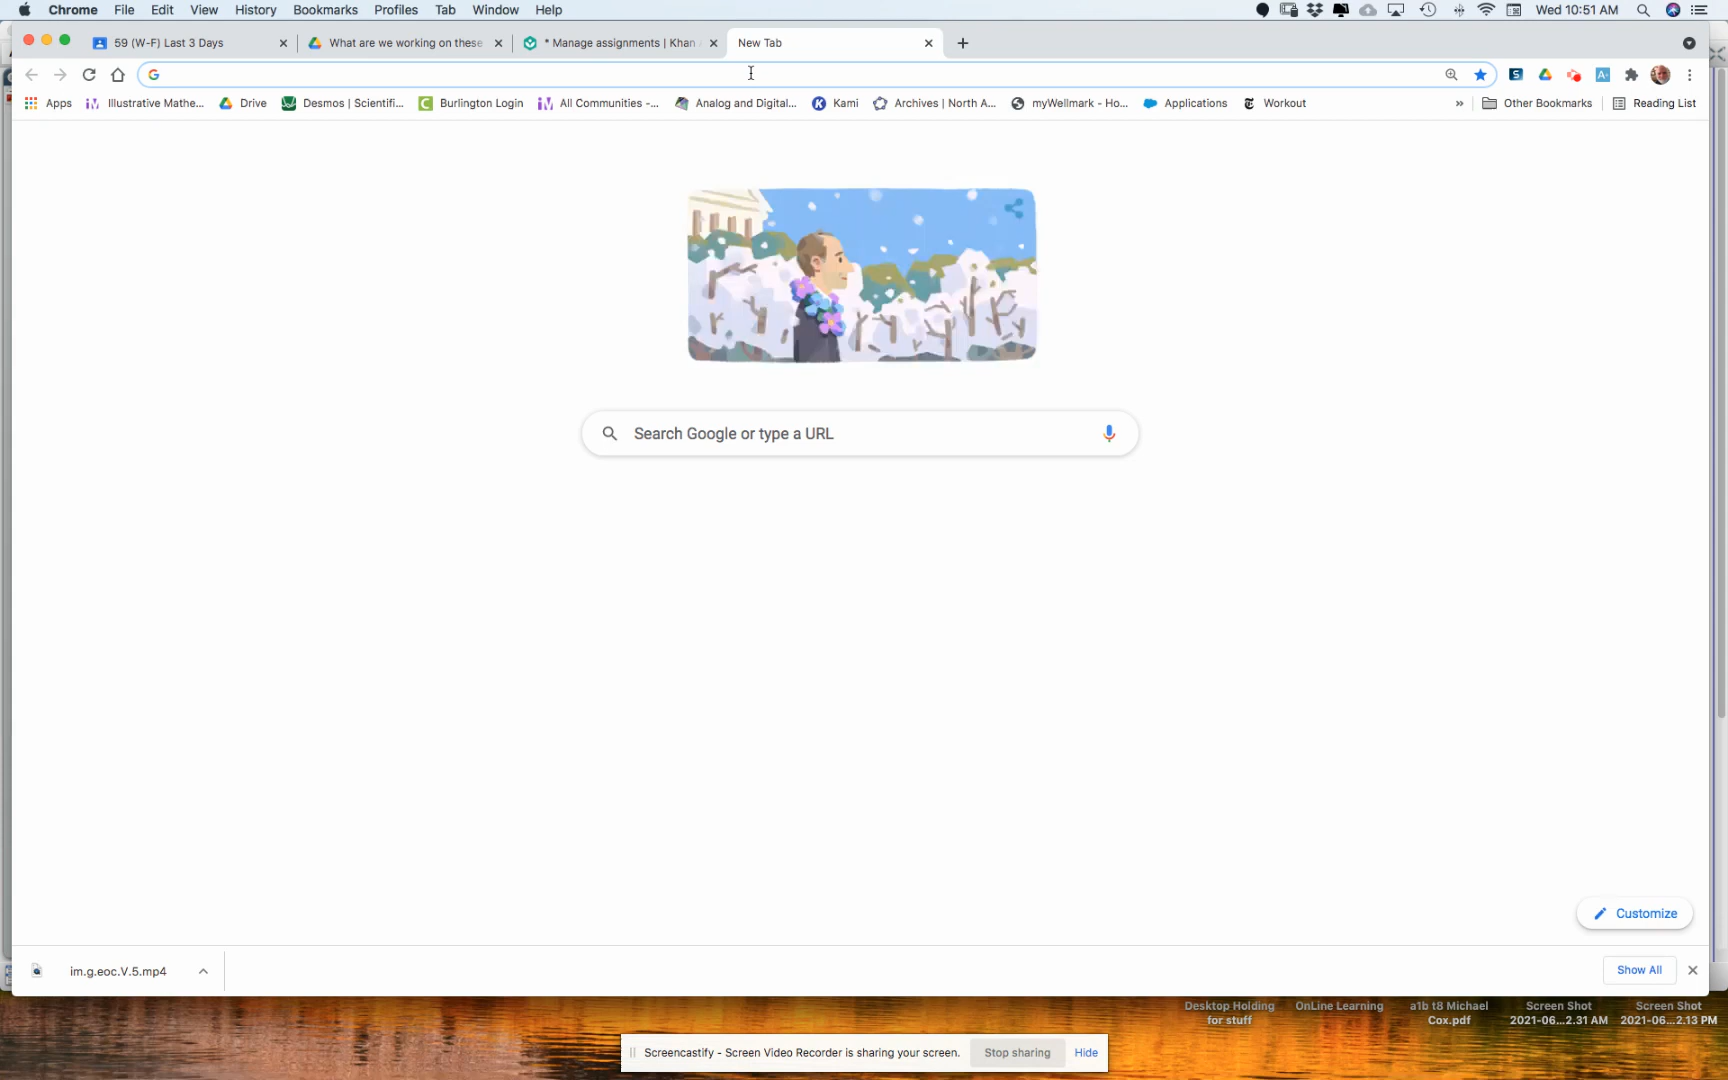 Chrome File Edit View History Bookmarks Profiles Tab Window Help Wed 10:51 AM
59 (W-F) Last 3 Days What are we working on these * Manage assignments | Khan New Tab
Apps Illustrative Mathe... Drive Desmos | Scientifi... Burlington Login All Communities -... Analog and Digital... Kami Archives | North A... myWellmark - Ho... Applications Workout » Other Bookmarks Reading List
Search Google or type a URL
Customize
im.g.eoc.V.5.mp4 Show All
Desktop Holding for stuff
OnLine Learning
a1b t8 Michael Cox.pdf
Screen Shot 2021-06...2.31 AM
Screen Shot 2021-06...2.13 PM
Screencastify - Screen Video Recorder is sharing your screen. Stop sharing Hide